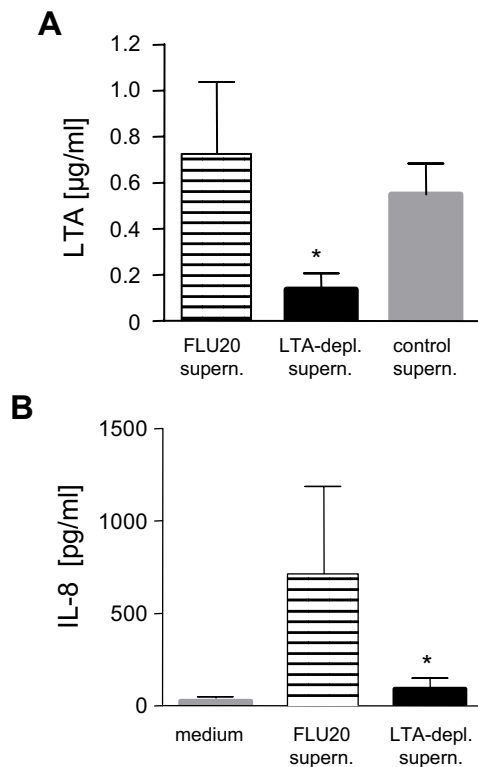 A
LTA [µg/ml]
1.2
1.0
0.8
0.6
0.4
0.2
0
*
FLU20 LTA-depl. control
supern. supern. supern.
B
IL-8 [pg/ml]
1500
1000
500
0
*
medium FLU20 LTA-depl.
supern. supern.